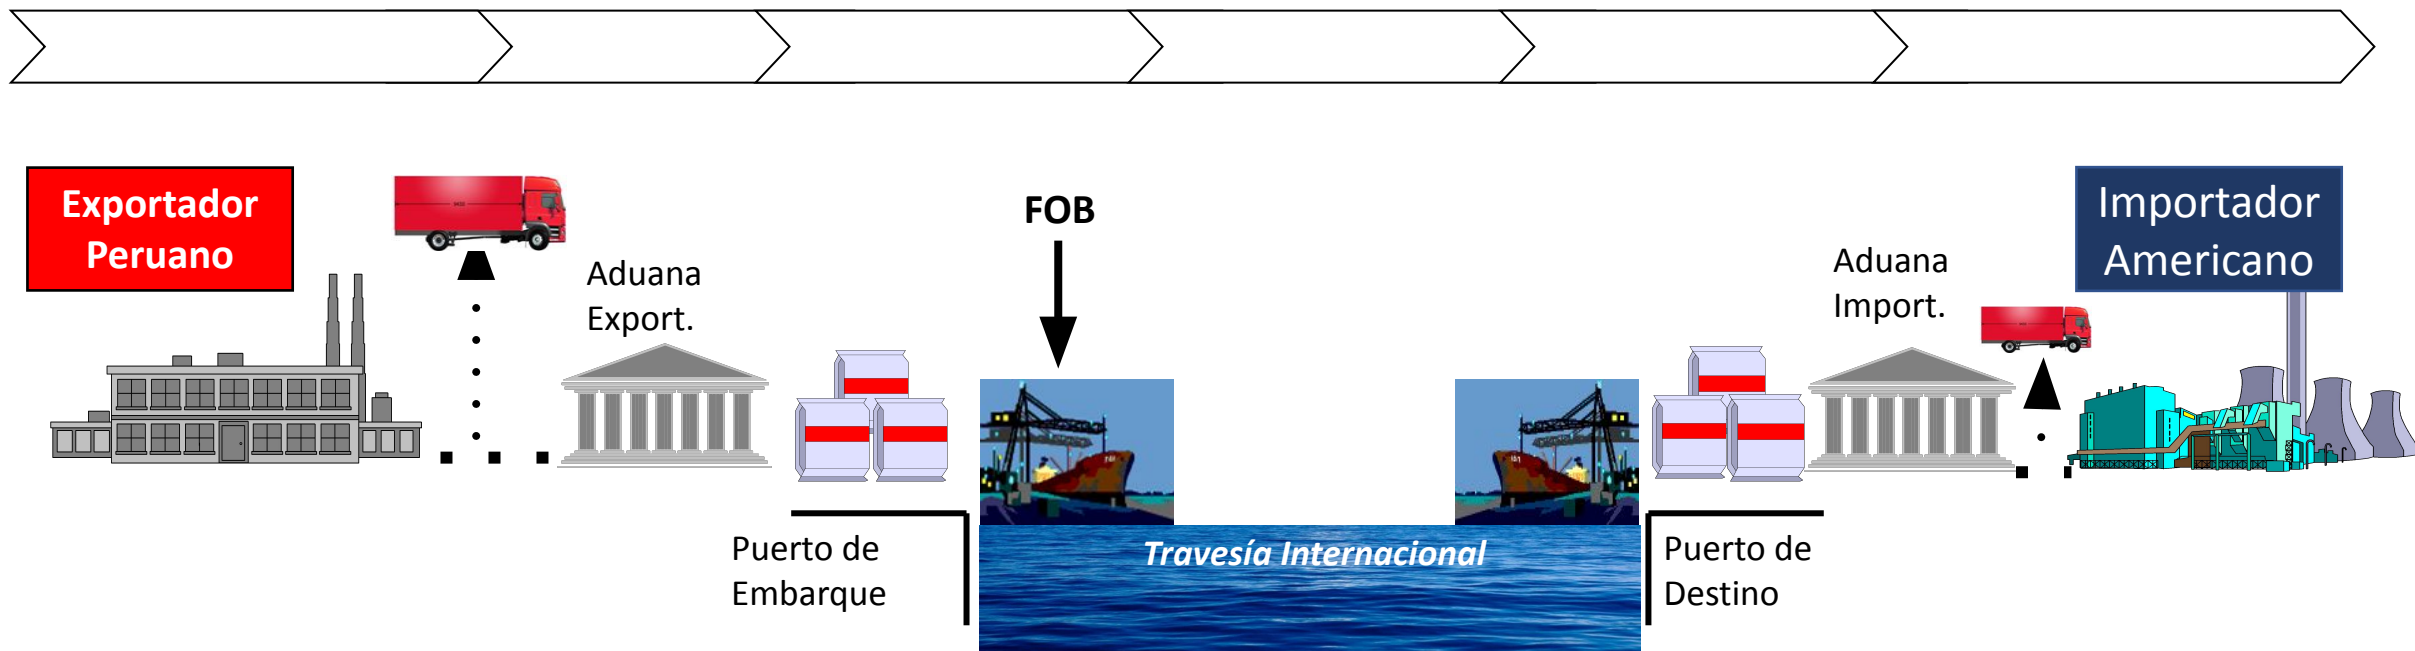 Exportador
Peruano
Aduana
Export.
FOB
Aduana
Import.
Importador
Americano
Puerto de
Embarque
Travesía Internacional
Puerto de
Destino